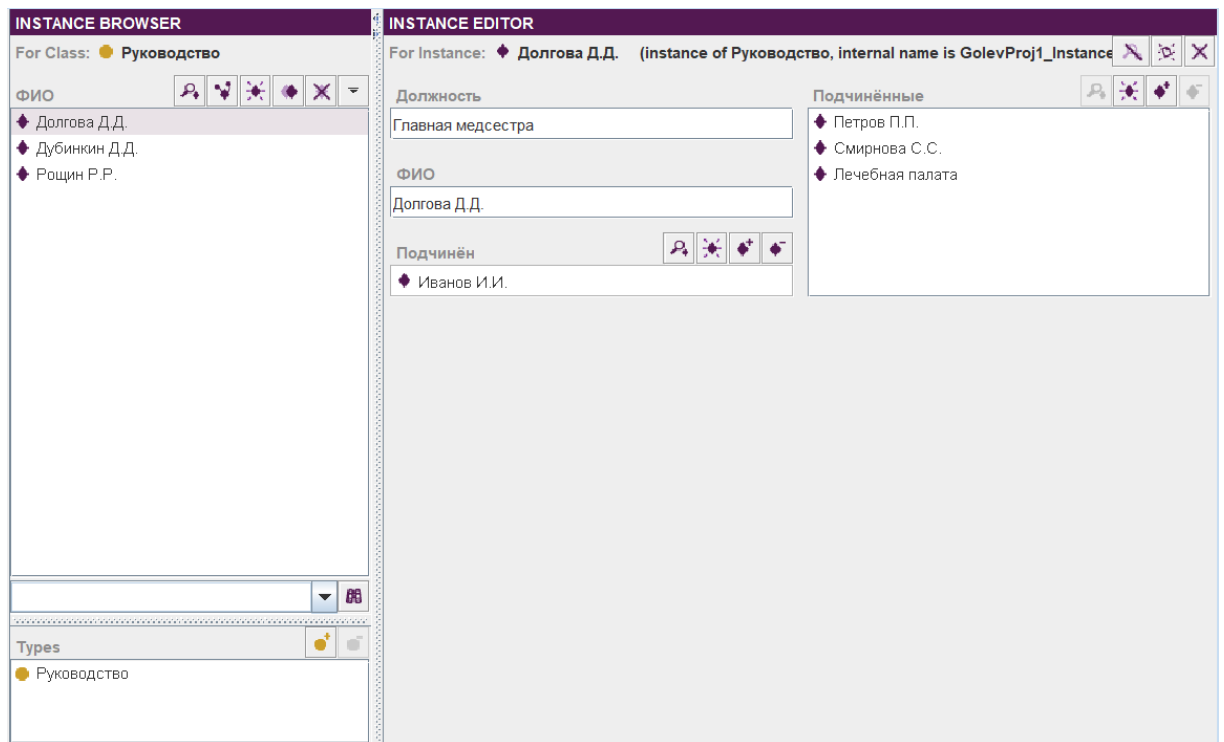 INSTANCE BROWSER
For Class: Руководство
ФИО
Долгова Д.Д.
Дубинкин Д.Д.
Рощин Р.Р.
Types
Руководство
INSTANCE EDITOR
For Instance: Долгова Д.Д. (instance of Руководство, internal name is GolevProj1_Instance
Должность
Главная медсестра
ФИО
Долгова Д.Д.
Подчинён
Иванов И.И.
Подчинённые
Петров П.П.
Смирнова С.С.
Лечебная палата